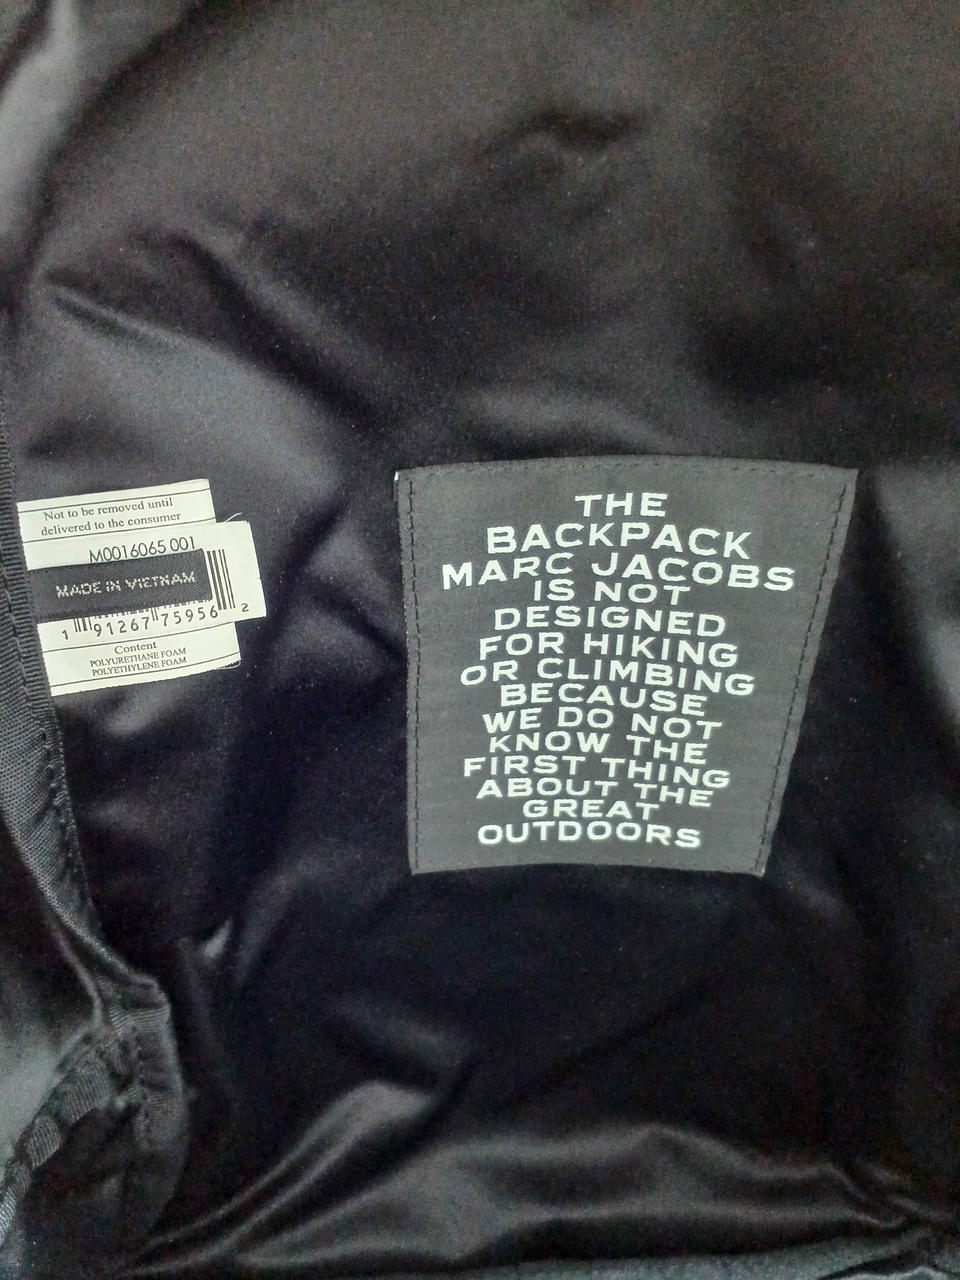 Not to be removed until
delivered to the consumer
M0016065 001
MADE IN VIETNAM
1 91267 75956 2
Content
POLYURETHANE FOAM
POLYETHYLENE FOAM
THE
BACKPACK
MARC JACOBS
IS NOT
DESIGNED
FOR HIKING
OR CLIMBING
BECAUSE
WE DO NOT
KNOW THE
FIRST THING
ABOUT THE
GREAT
OUTDOORS